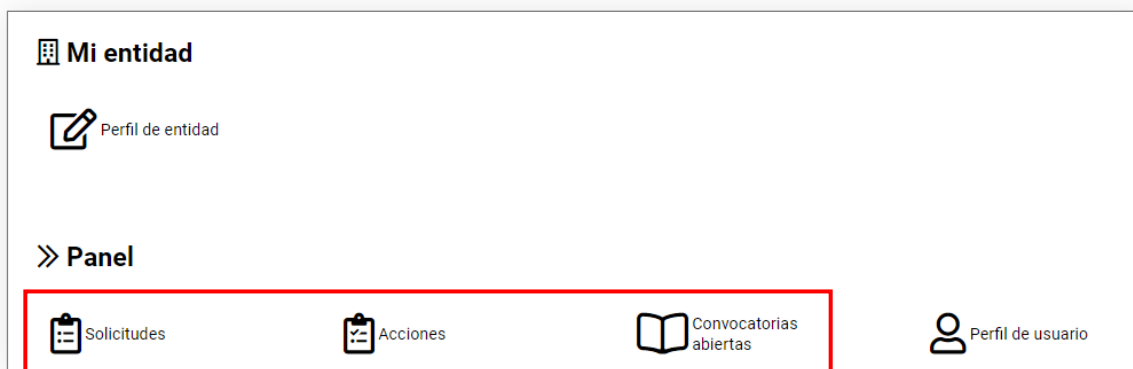 Mi entidad
Perfil de entidad
Panel
Solicitudes
Acciones
Convocatorias
abiertas
Perfil de usuario